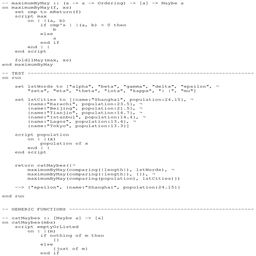 -- maximumByMay :: (a -> a -> Ordering) -> [a] -> Maybe a
on maximumByMay(f, xs)
    set cmp to mReturn(f)
    script max
        on |λ|(a, b)
            if cmp's |λ|(a, b) < 0 then
                b
            else
                a
            end if
        end |λ|
    end script

    foldl1May(max, xs)
end maximumByMay

-- TEST
on run

    set lstWords to ["alpha", "beta", "gamma", "delta", "epsilon", ¬
        "zeta", "eta", "theta", "iota", "kappa", "lambda", "mu"]

    set lstCities to [{name:"Shanghai", population:24.15}, ¬
        {name:"Karachi", population:23.5}, ¬
        {name:"Beijing", population:21.5}, ¬
        {name:"Tianjin", population:14.7}, ¬
        {name:"Istanbul", population:14.4}, ¬
        {name:"Lagos", population:13.4}, ¬
        {name:"Tokyo", population:13.3}]

    script population
        on |λ|(x)
            population of x
        end |λ|
    end script

    return catMaybes({¬
        maximumByMay(comparing(|length|), lstWords), ¬
        maximumByMay(comparing(|length|), {}), ¬
        maximumByMay(comparing(population), lstCities)})

    --> {"epsilon", {name:"Shanghai", population:24.15}}

end run

-- GENERIC FUNCTIONS

-- catMaybes :: [Maybe a] -> [a]
on catMaybes(mbs)
    script emptyOrListed
        on |λ|(m)
            if nothing of m then
                {}
            else
                {just of m}
            end if